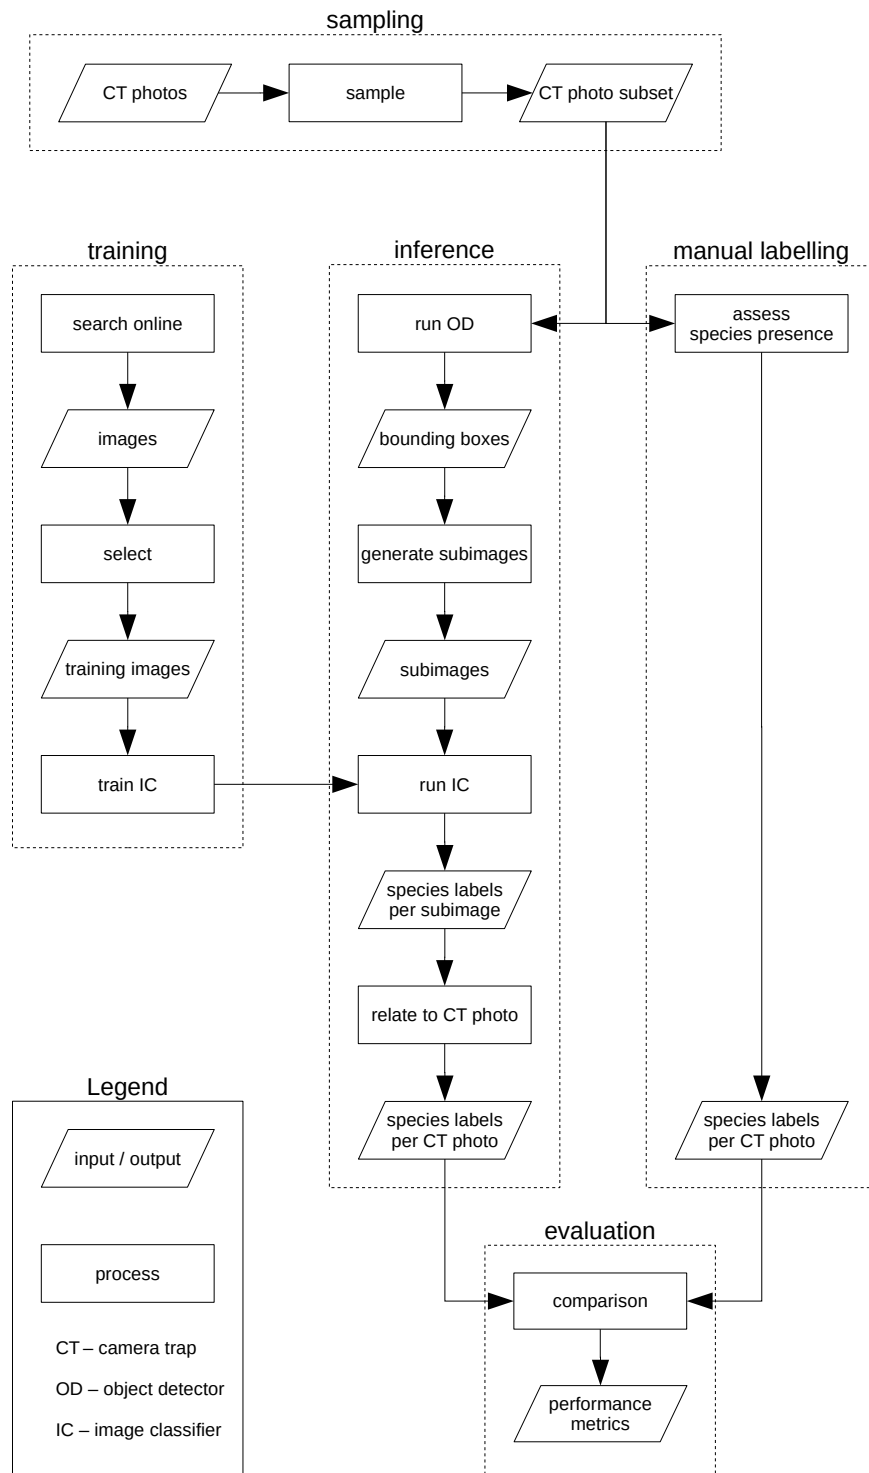 sampling
CT photos
sample
CT photo subset
training
search online
images
select
training images
train IC
inference
run OD
bounding boxes
generate subimages
subimages
run IC
species labels
per subimage
relate to CT photo
species labels
per CT photo
manual labelling
assess
species presence
species labels
per CT photo
evaluation
comparison
performance
metrics
Legend
input / output
process
CT – camera trap
OD – object detector
IC – image classifier